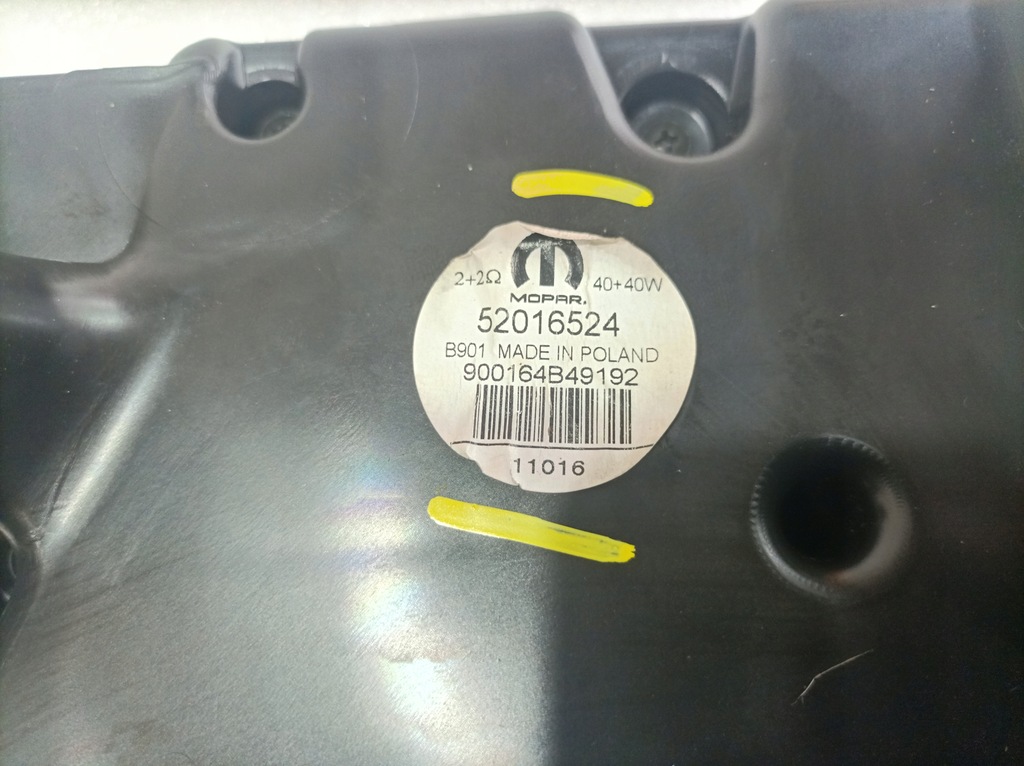 2+2Ω 40+40W
MOPAR.
52016524
B901 MADE IN POLAND
900164B49192
11016